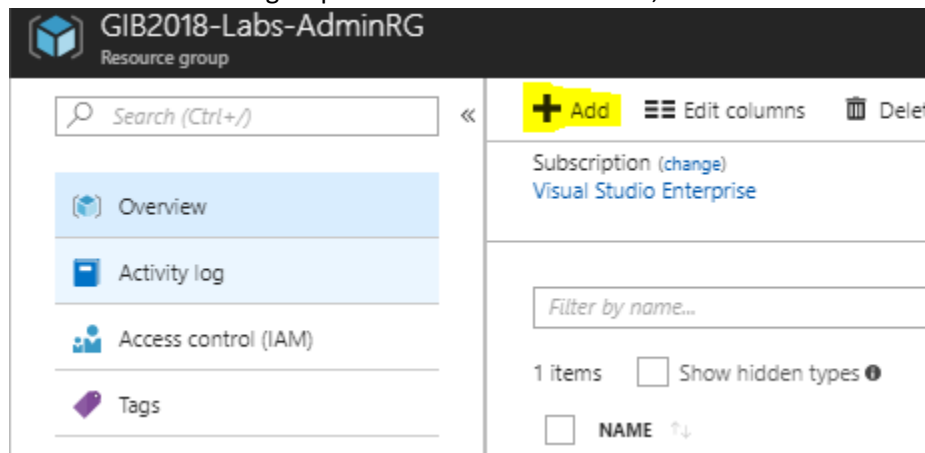 GIB2018-Labs-AdminRG
Resource group
Search (Ctrl+/)
Overview
Activity log
Access control (IAM)
Tags
Add Edit columns Delet
Subscription (change)
Visual Studio Enterprise
Filter by name...
1 items Show hidden types
NAME